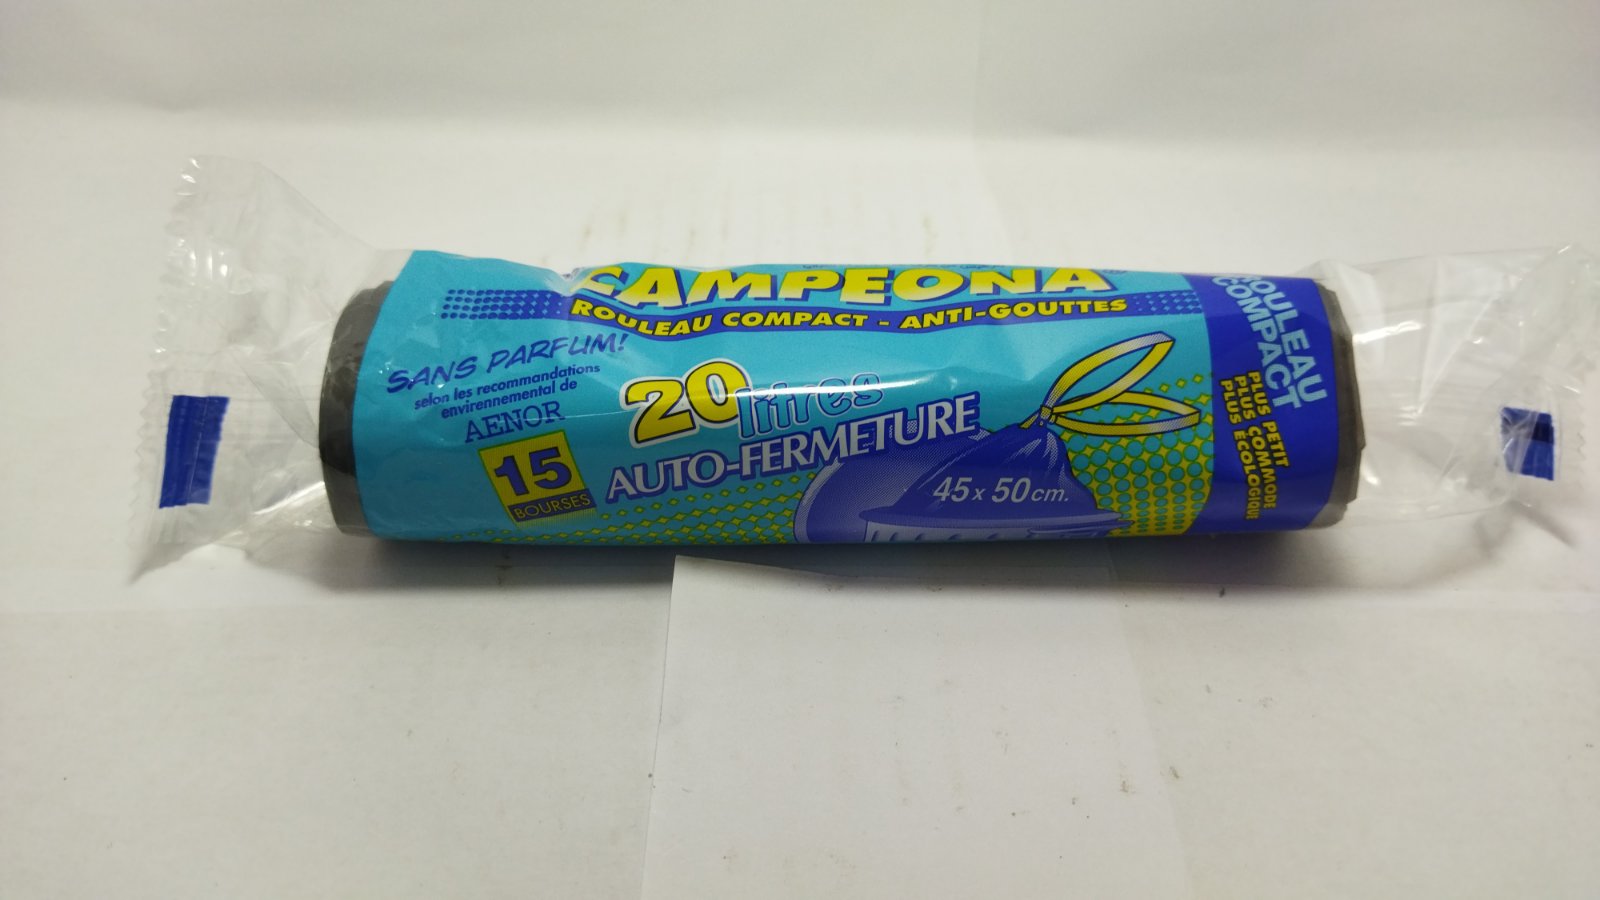 CAMPEONA
ROULEAU COMPACT - ANTI-GOUTTES
SANS PARFUM!
selon les recommandations
envirennemental de
AENOR
15
BOURSES
20 litres
AUTO-FERMETURE
45 x 50 cm.
ROULEAU
COMPACT
PLUS PETIT
PLUS COMMODE
PLUS ÉCOLOGIQUE